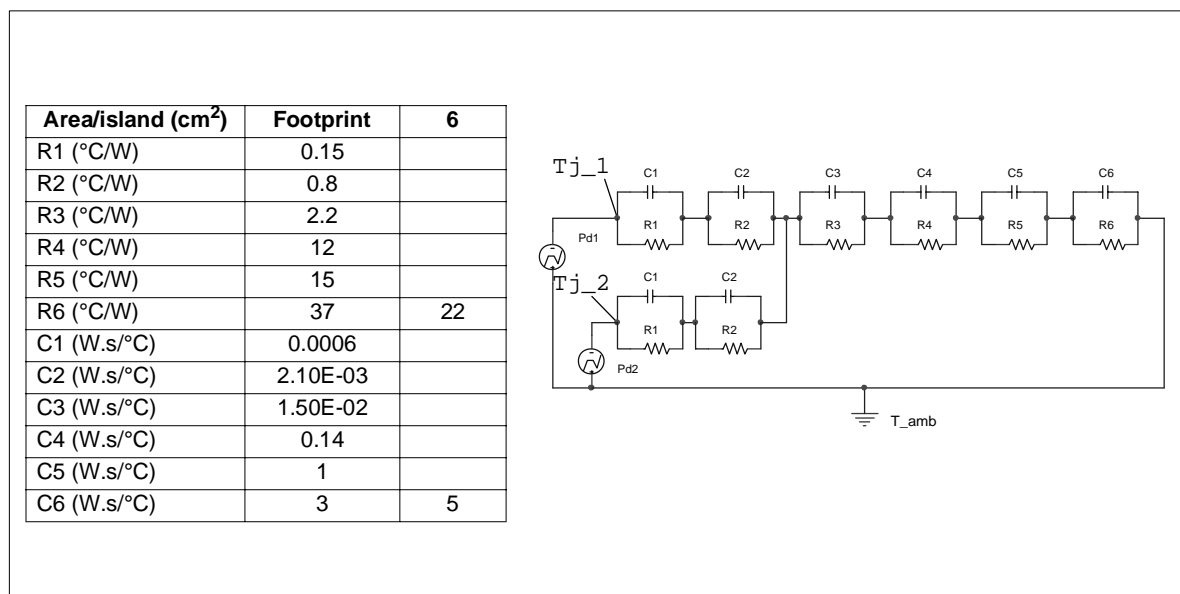 Area/island (cm2) Footprint 6
R1 (°C/W) 0.15
R2 (°C/W) 0.8
R3 (°C/W) 2.2
R4 (°C/W) 12
R5 (°C/W) 15
R6 (°C/W) 37 22
C1 (W.s/°C) 0.0006
C2 (W.s/°C) 2.10E-03
C3 (W.s/°C) 1.50E-02
C4 (W.s/°C) 0.14
C5 (W.s/°C) 1
C6 (W.s/°C) 3 5
Tj_1
C1 C2 C3 C4 C5 C6
R1 R2 R3 R4 R5 R6
Pd1
Tj_2
C1 C2
R1 R2
Pd2
T_amb